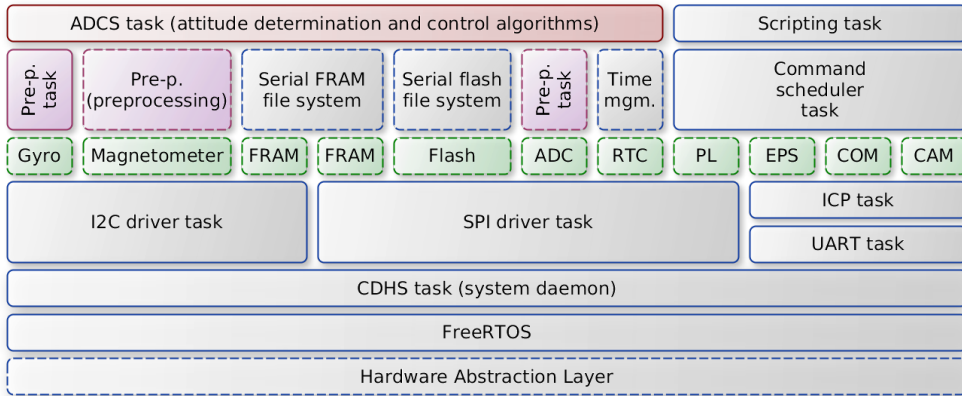 ADCS task (attitude determination and control algorithms)
Scripting task
Pre-p.
task
Pre-p.
(preprocessing)
Serial FRAM
file system
Serial flash
file system
Pre-p.
task
Time
mgm.
Command
scheduler
task
Gyro
Magnetometer
FRAM
FRAM
Flash
ADC
RTC
PL
EPS
COM
CAM
I2C driver task
SPI driver task
ICP task
UART task
CDHS task (system daemon)
FreeRTOS
Hardware Abstraction Layer